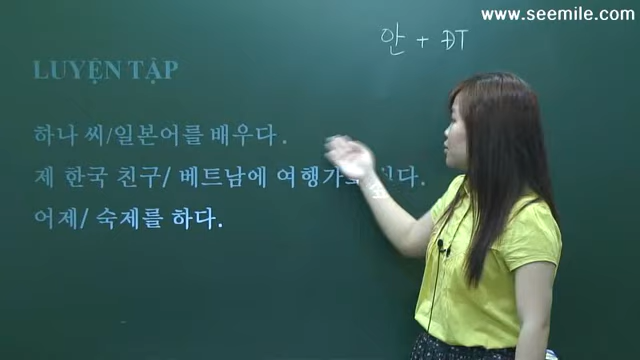 www.seemile.com
안 + ĐT
LUYỆN TẬP
하나 씨/일본어를 배우다.
제 한국 친구/ 베트남에 여행가고 다.
어제/ 숙제를 하다.